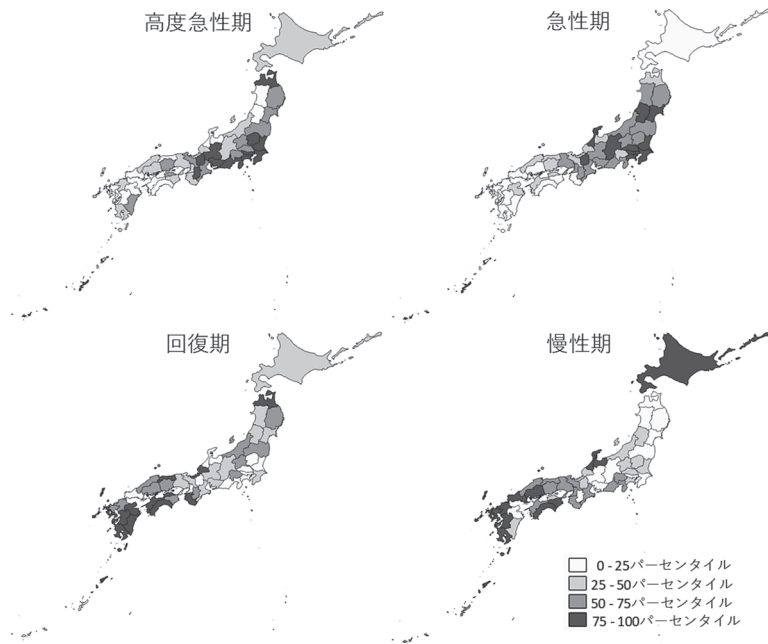 高度急性期
急性期
回復期
慢性期
0 - 25パーセンタイル
25 - 50パーセンタイル
50 - 75パーセンタイル
75 - 100パーセンタイル